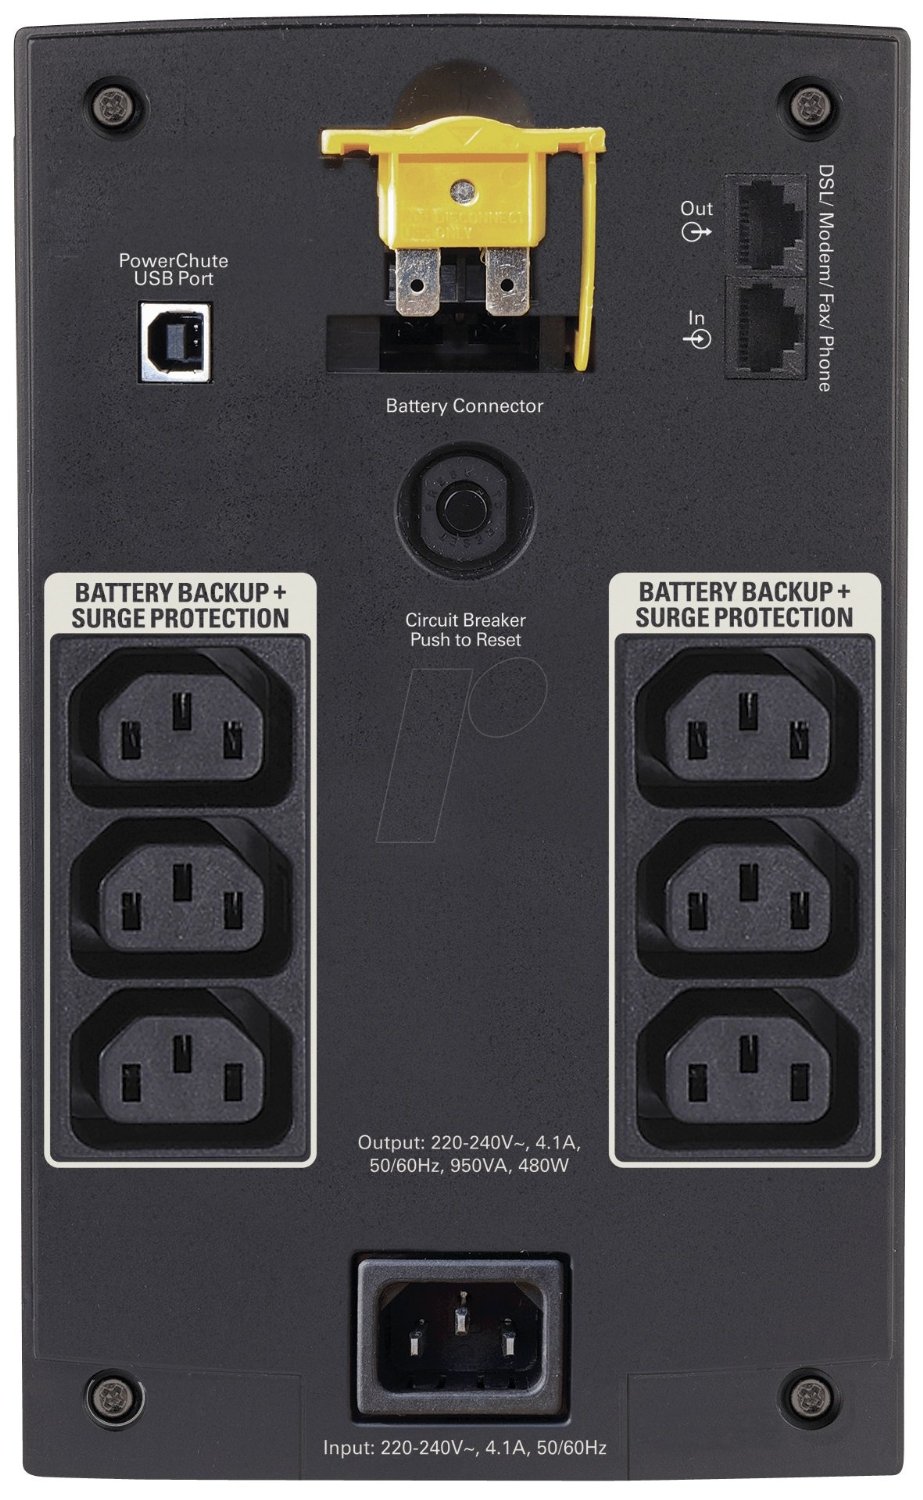 Out
DSL/ Modem/ Fax/ Phone
PowerChute
USB Port
In
DISCONNECT
ONLY
Battery Connector
Circuit Breaker
Push to Reset
BATTERY BACKUP +
SURGE PROTECTION
BATTERY BACKUP +
SURGE PROTECTION
Output: 220-240V~, 4.1A,
50/60Hz, 950VA, 480W
Input: 220-240V~, 4.1A, 50/60Hz